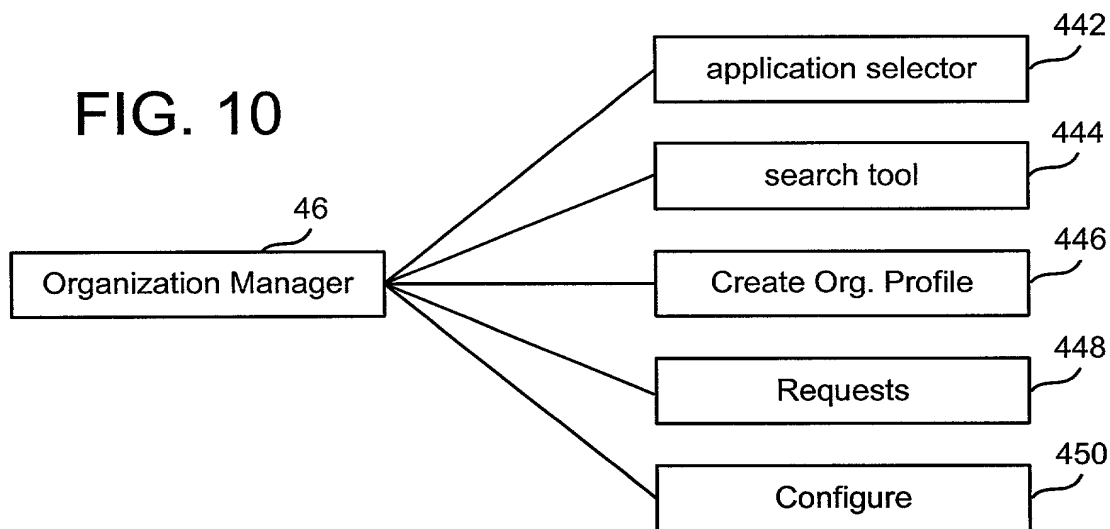 FIG. 10
46
Organization Manager
442
application selector
444
search tool
446
Create Org. Profile
448
Requests
450
Configure